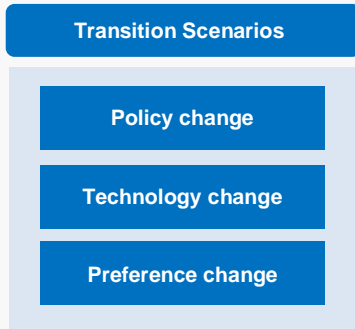 Transition Scenarios
Policy change
Technology change
Preference change